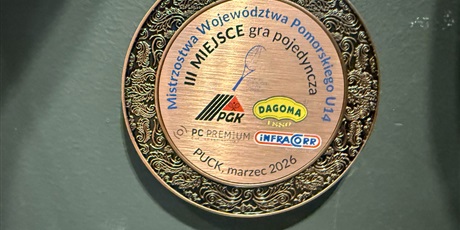 Mistrzostwa Województwa Pomorskiego U14
III MIEJSCE gra pojedyncza
PGK
DAGOMA
PC PREMIUM
INFRACORR
PUCK, marzec 2026